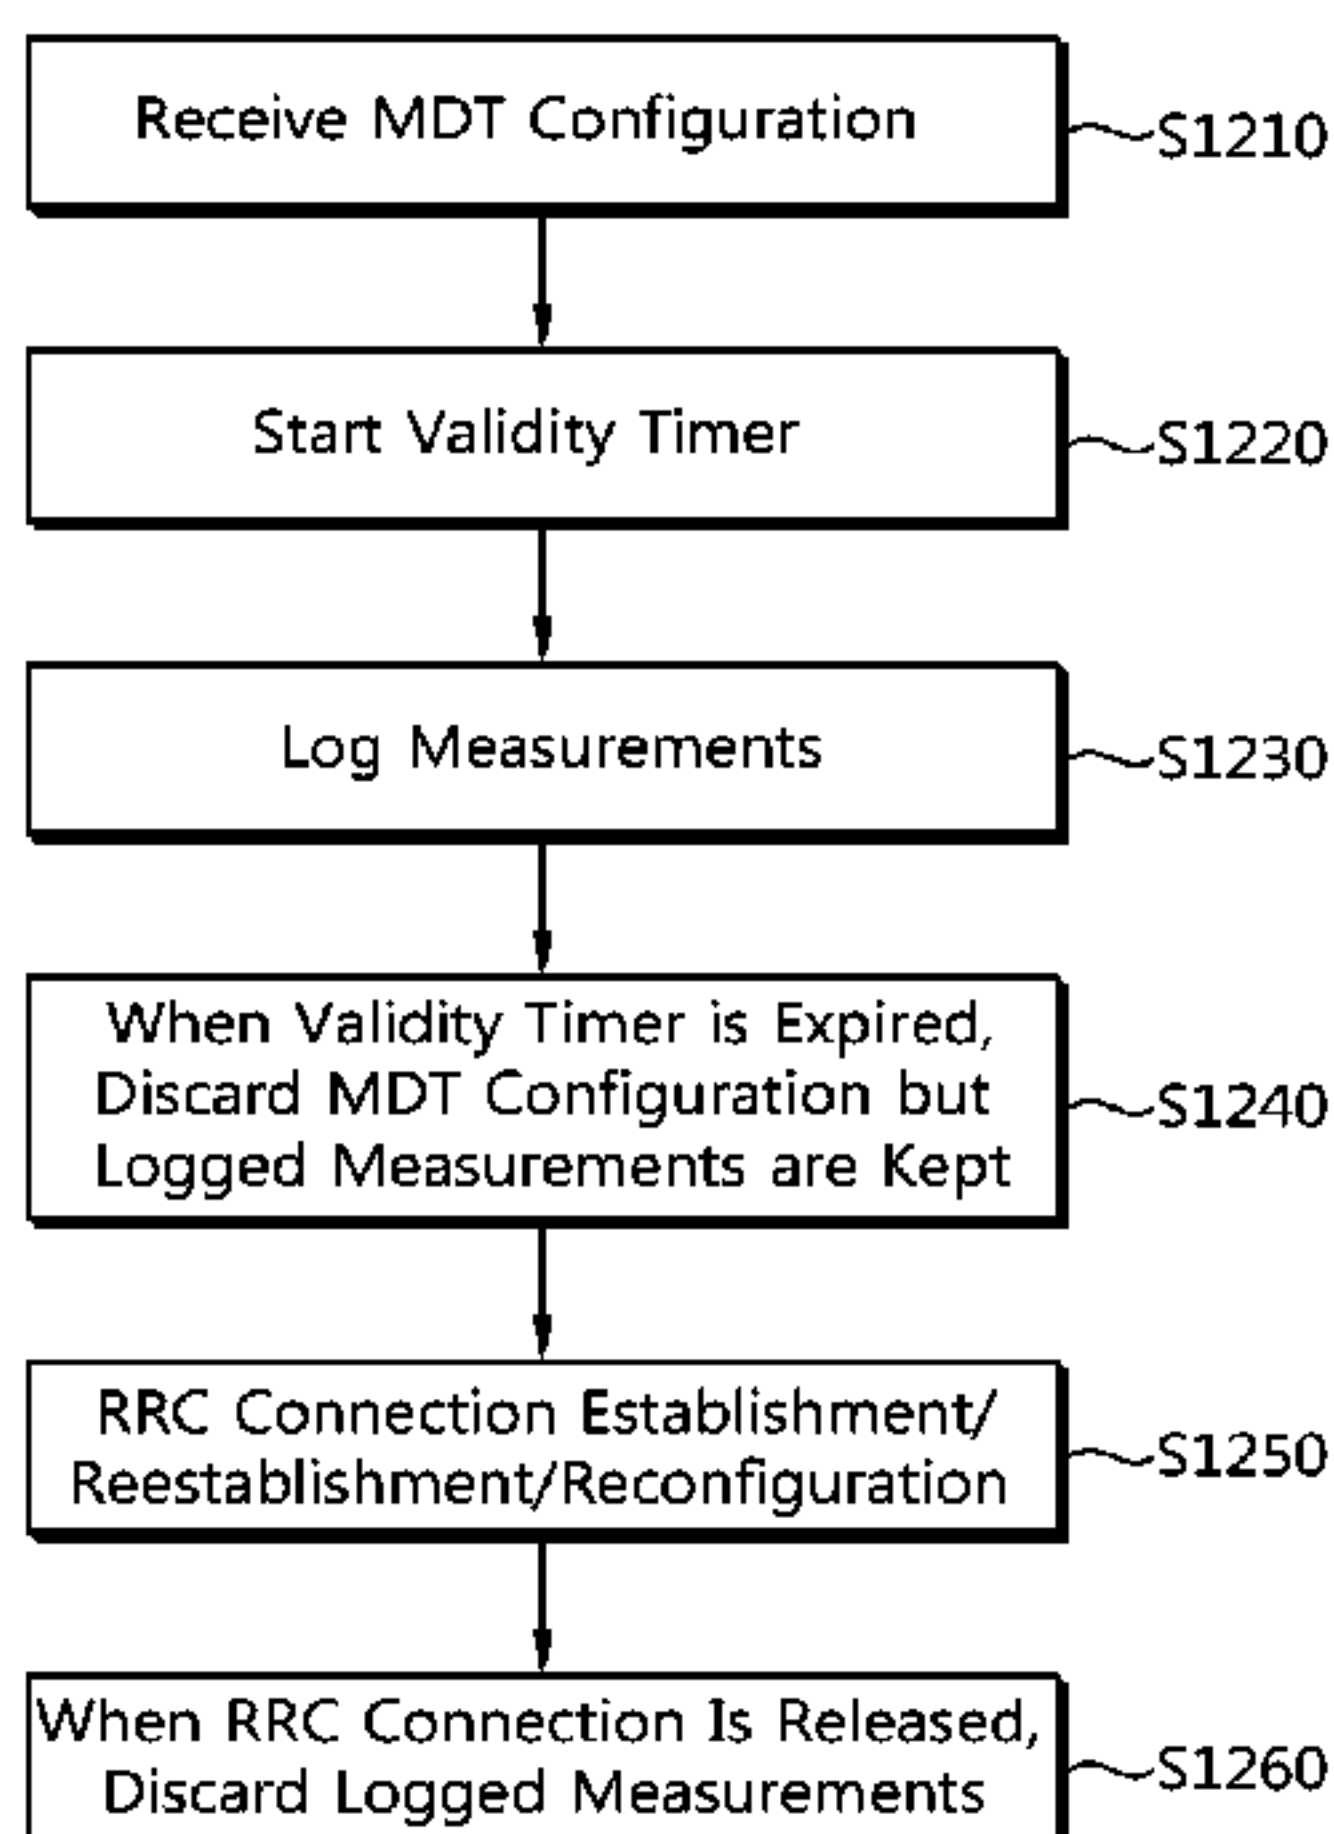 Receive MDT Configuration
S1210
Start Validity Timer
S1220
Log Measurements
S1230
When Validity Timer is Expired,
Discard MDT Configuration but
Logged Measurements are Kept
S1240
RRC Connection Establishment/
Reestablishment/Reconfiguration
S1250
When RRC Connection Is Released,
Discard Logged Measurements
S1260